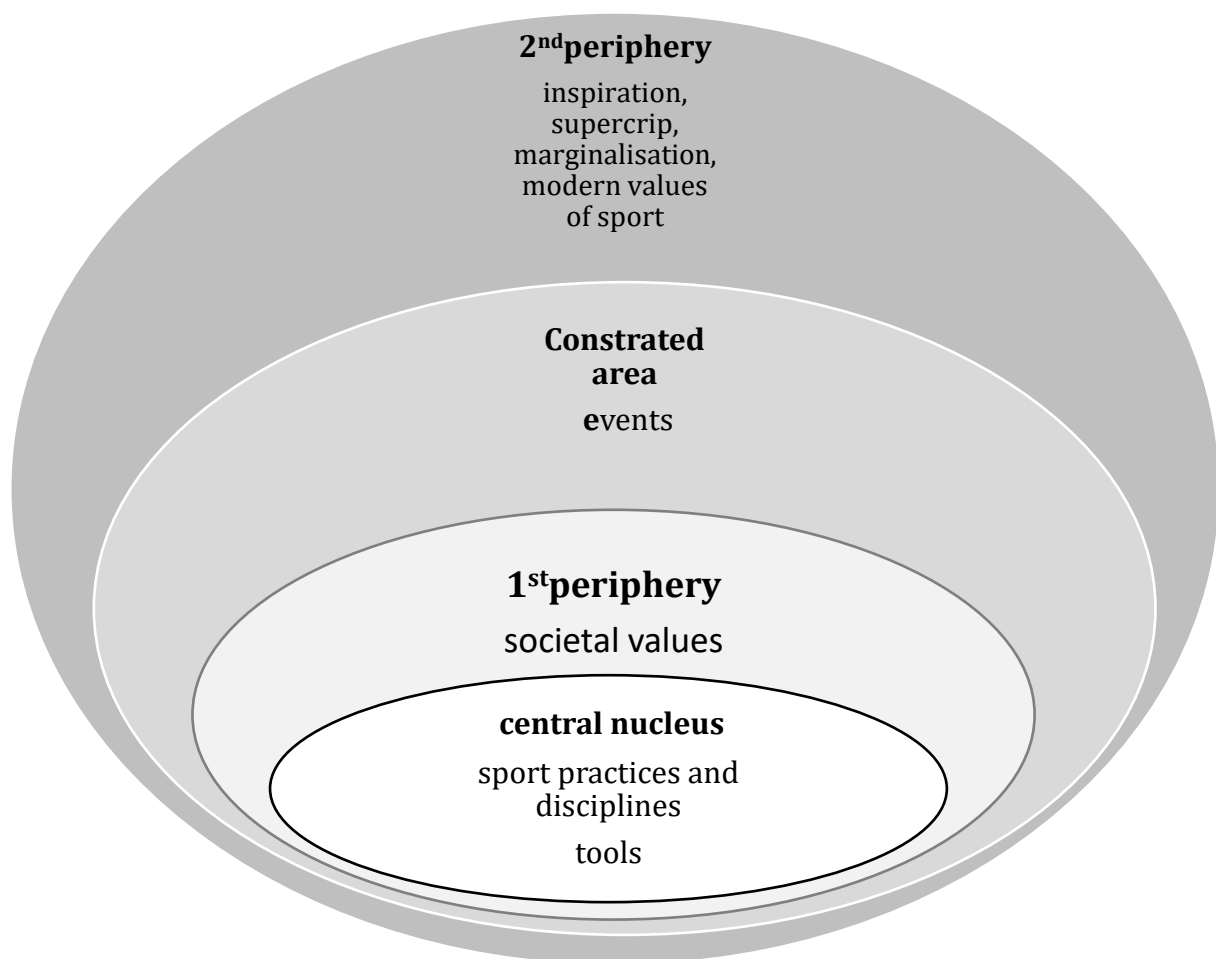 2ndperiphery
inspiration,
supercrip,
marginalisation,
modern values
of sport
Constrated
area
events
1stperiphery
societal values
central nucleus
sport practices and
disciplines
tools